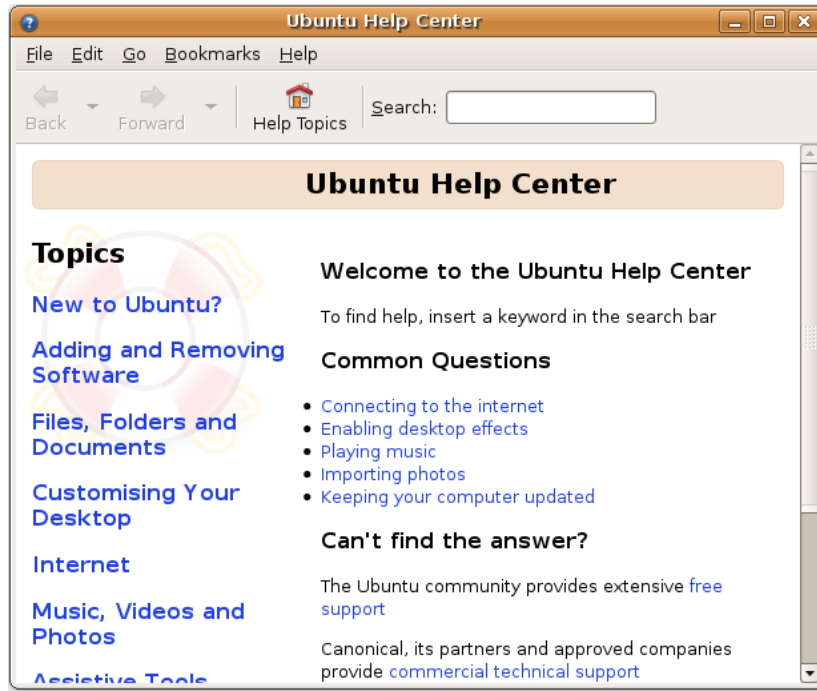 Ubuntu Help Center
File Edit Go Bookmarks Help
Back Forward Help Topics Search:
Ubuntu Help Center
Topics
New to Ubuntu?
Adding and Removing
Software
Files, Folders and
Documents
Customising Your
Desktop
Internet
Music, Videos and
Photos
Assistive Tools
Welcome to the Ubuntu Help Center
To find help, insert a keyword in the search bar
Common Questions
Connecting to the internet
Enabling desktop effects
Playing music
Importing photos
Keeping your computer updated
Can't find the answer?
The Ubuntu community provides extensive free
support
Canonical, its partners and approved companies
provide commercial technical support